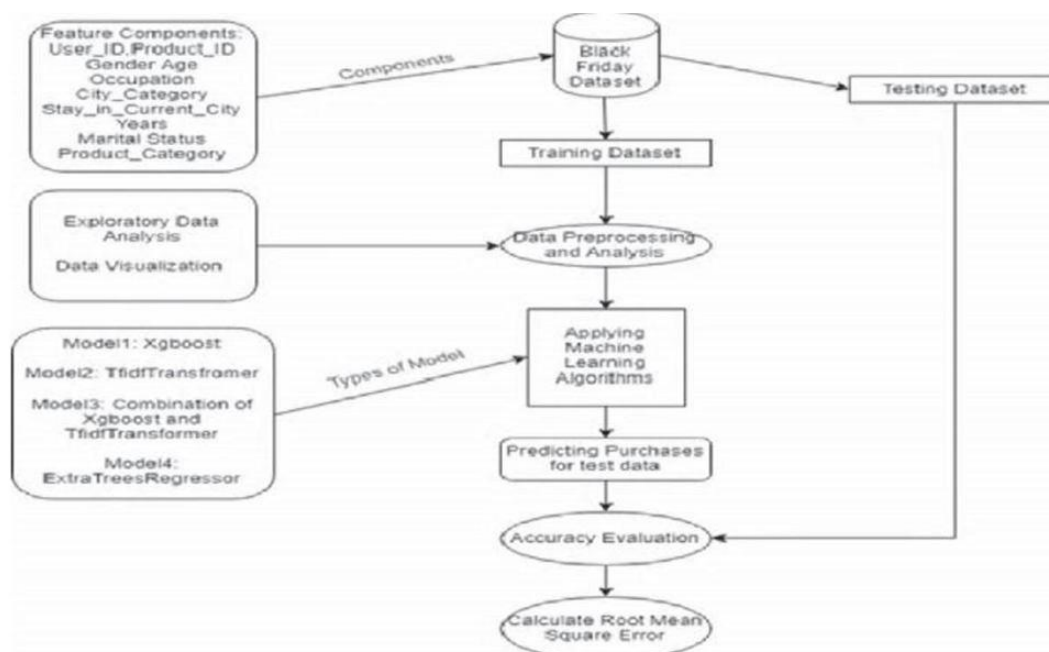 Feature Components:
User_ID,Product_ID
Gender Age
Occupation
City_Category
Stay_in_Current_City
Years
Marital Status
Product_Category
Components
Black
Friday
Dataset
Testing Dataset
Training Dataset
Exploratory Data
Analysis
Data Visualization
Data Preprocessing
and Analysis
Model1: Xgboost
Model2: TfidfTransfromer
Model3: Combination of
Xgboost and
TfidfTransformer
Model4:
ExtraTreesRegressor
Types of Model
Applying
Machine
Learning
Algorithms
Predicting Purchases
for test data
Accuracy Evaluation
Calculate Root Mean
Square Error